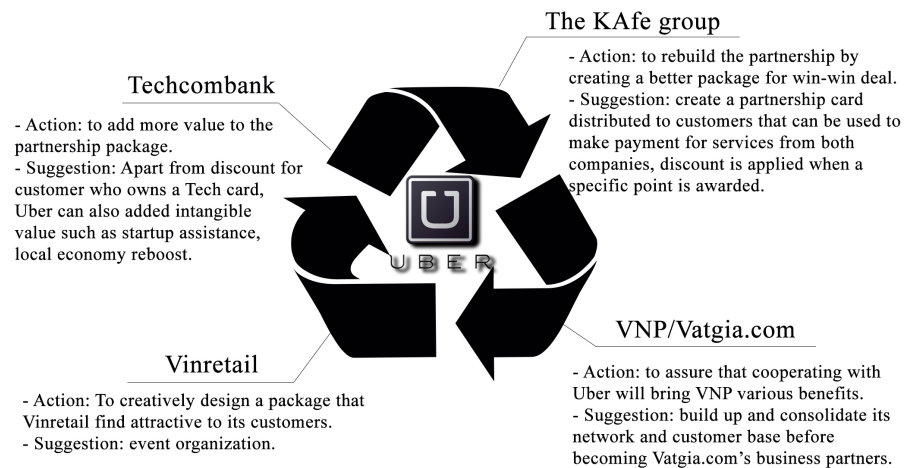 The KAfe group
- Action: to rebuild the partnership by
creating a better package for win-win deal.
- Suggestion: create a partnership card
distributed to customers that can be used to
make payment for services from both
companies, discount is applied when a
specific point is awarded.
Techcombank
- Action: to add more value to the
partnership package.
- Suggestion: Apart from discount for
customer who owns a Tech card,
Uber can also added intangible
value such as startup assistance,
local economy reboost.
U
UBER
VNP/Vatgia.com
- Action: to assure that cooperating with
Uber will bring VNP various benefits.
- Suggestion: build up and consolidate its
network and customer base before
becoming Vatgia.com’s business partners.
Vinretail
- Action: To creatively design a package that
Vinretail find attractive to its customers.
- Suggestion: event organization.